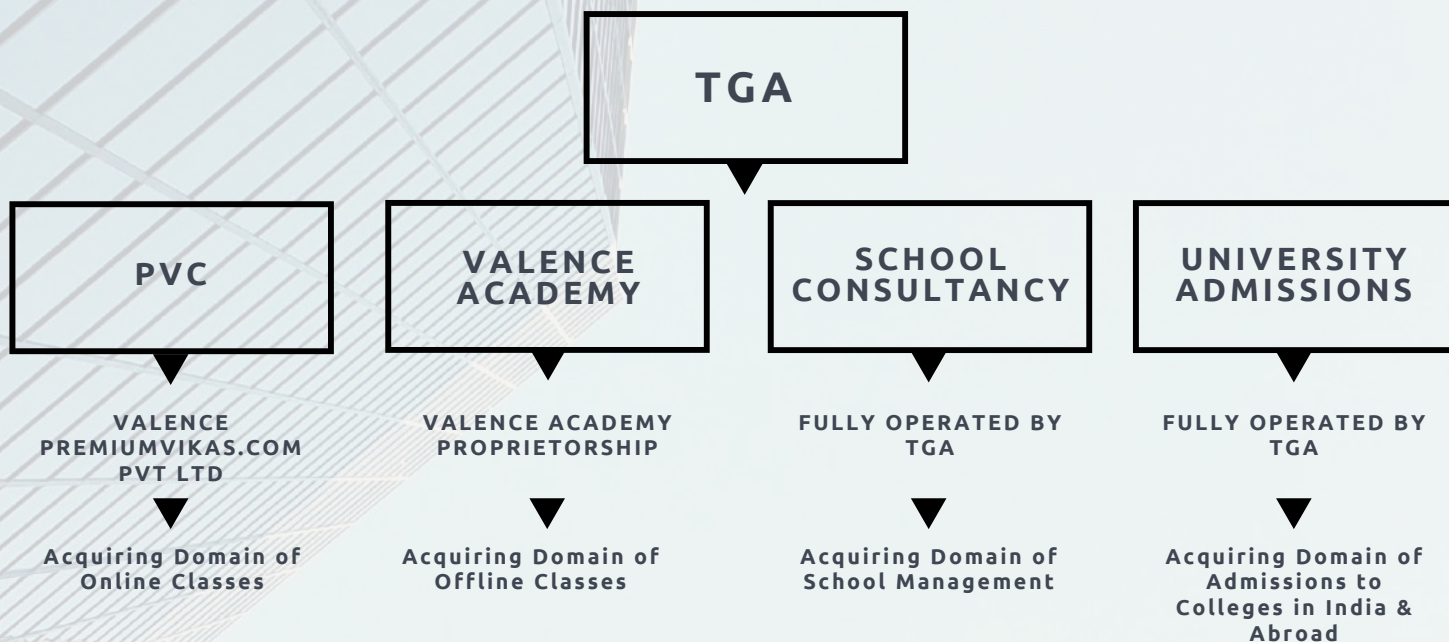 TGA
PVC
VALENCE
PREMIUMVIKAS.COM
PVT LTD
Acquiring Domain of
Online Classes
VALENCE
ACADEMY
VALENCE ACADEMY
PROPRIETORSHIP
Acquiring Domain of
Offline Classes
SCHOOL
CONSULTANCY
FULLY OPERATED BY
TGA
Acquiring Domain of
School Management
UNIVERSITY
ADMISSIONS
FULLY OPERATED BY
TGA
Acquiring Domain of
Admissions to
Colleges in India &
Abroad